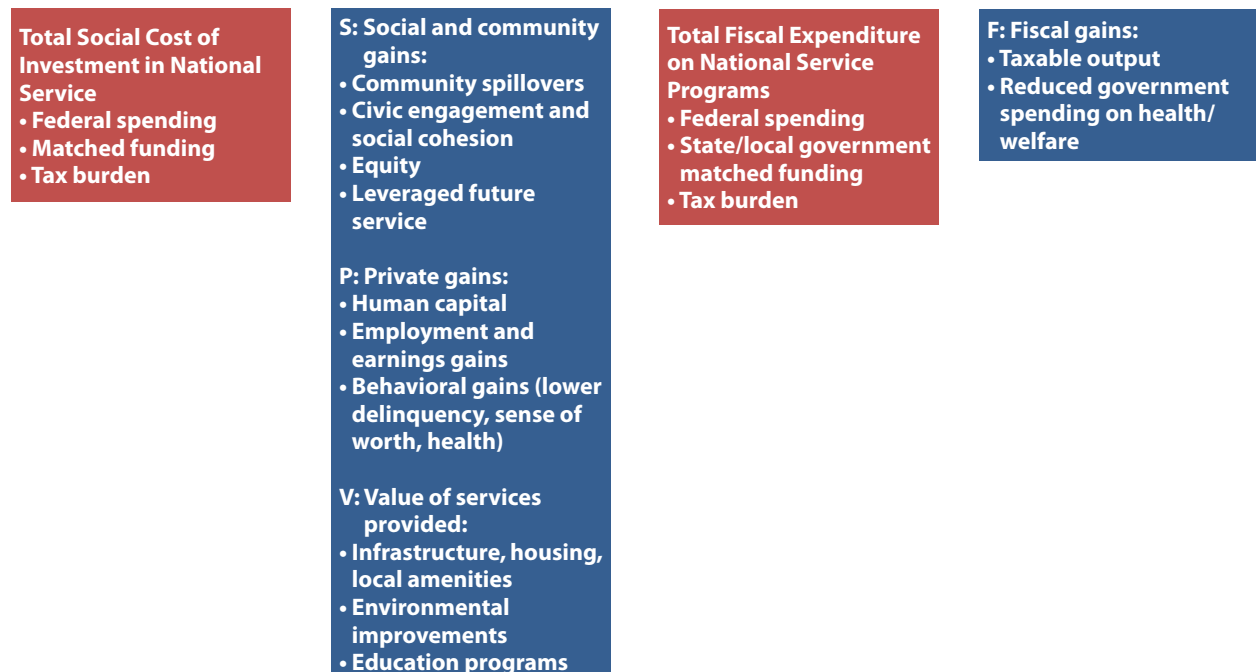 Total Social Cost of
Investment in National
Service
• Federal spending
• Matched funding
• Tax burden
S: Social and community
gains:
• Community spillovers
• Civic engagement and
social cohesion
• Equity
• Leveraged future
service
P: Private gains:
• Human capital
• Employment and
earnings gains
• Behavioral gains (lower
delinquency, sense of
worth, health)
V: Value of services
provided:
• Infrastructure, housing,
local amenities
• Environmental
improvements
• Education programs
Total Fiscal Expenditure
on National Service
Programs
• Federal spending
• State/local government
matched funding
• Tax burden
F: Fiscal gains:
• Taxable output
• Reduced government
spending on health/
welfare